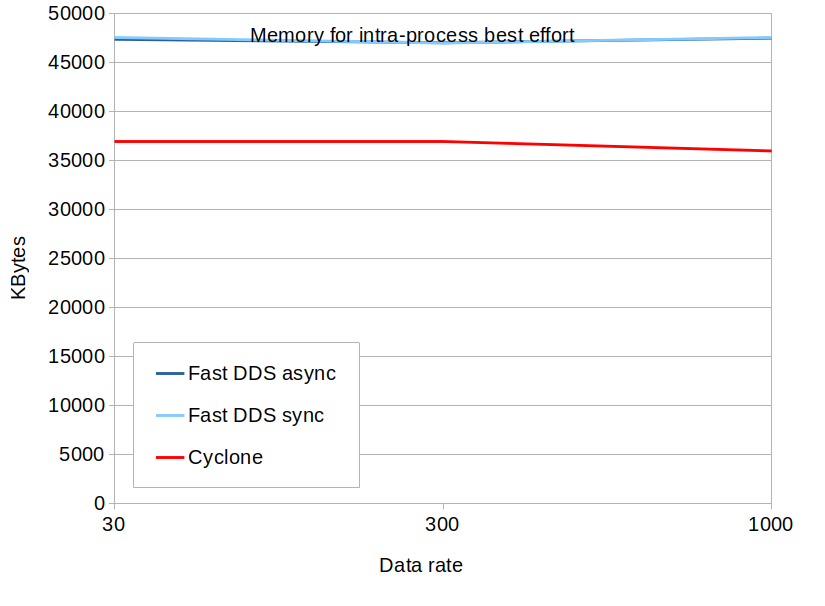 Memory for intra-process best effort
50000
45000
40000
35000
30000
25000
20000
15000
10000
5000
0
KBytes
Fast DDS async
Fast DDS sync
Cyclone
30 300 1000
Data rate